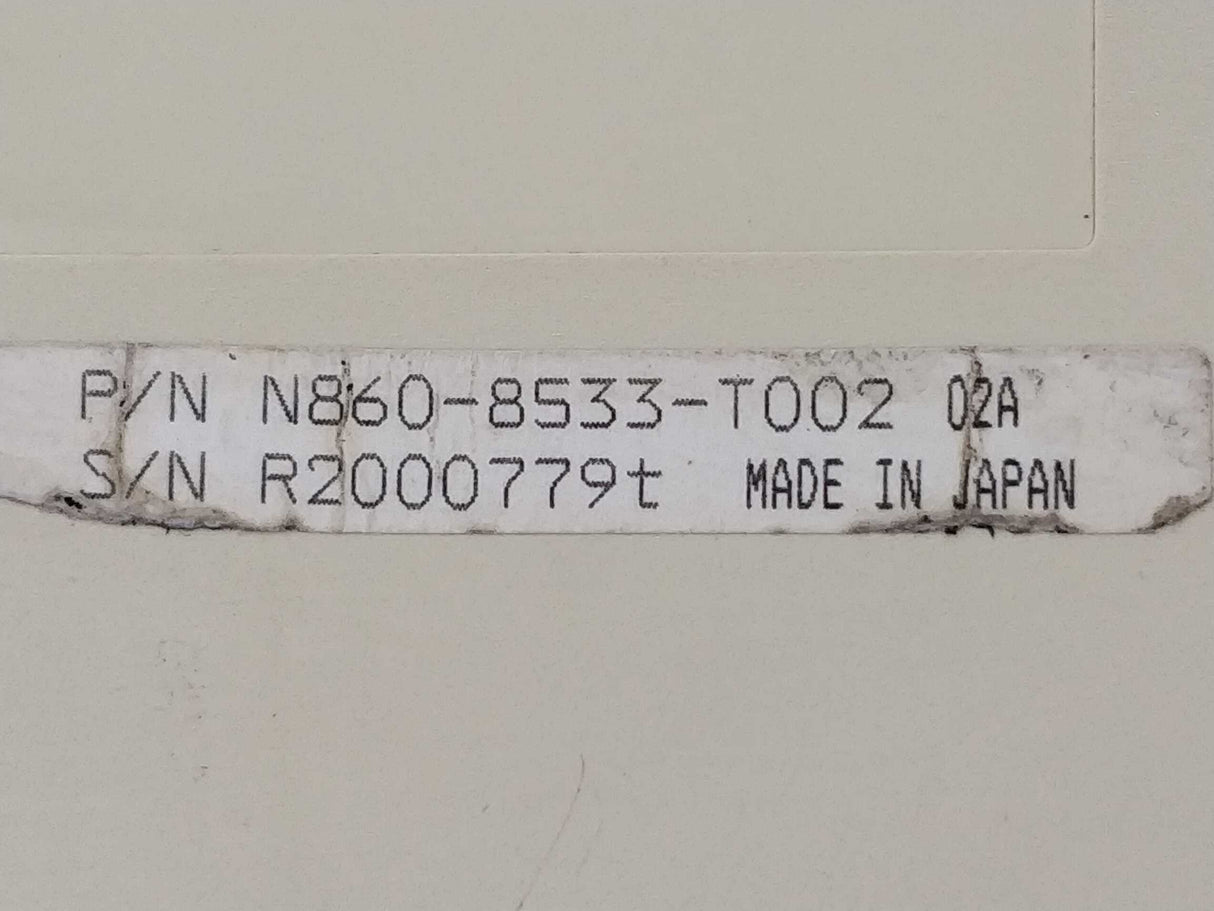 P/N N860-8533-T002 02A
S/N R2000779t MADE IN JAPAN